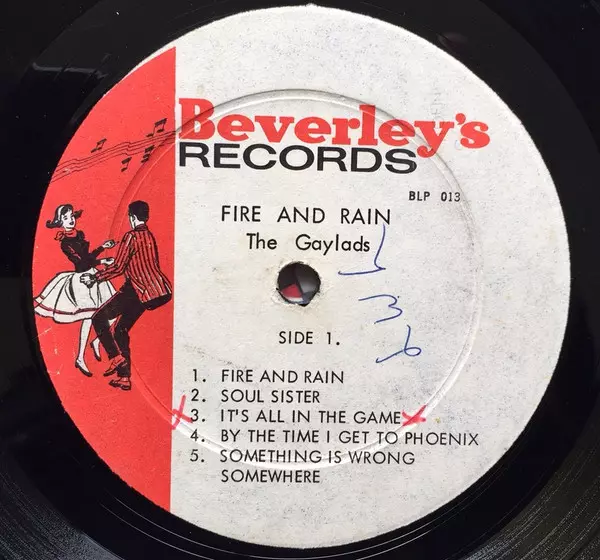 Beverley's
RECORDS
BLP 013
FIRE AND RAIN
The Gaylads
SIDE 1.
1. FIRE AND RAIN
2. SOUL SISTER
3. IT'S ALL IN THE GAME
4. BY THE TIME I GET TO PHOENIX
5. SOMETHING IS WRONG
SOMEWHERE